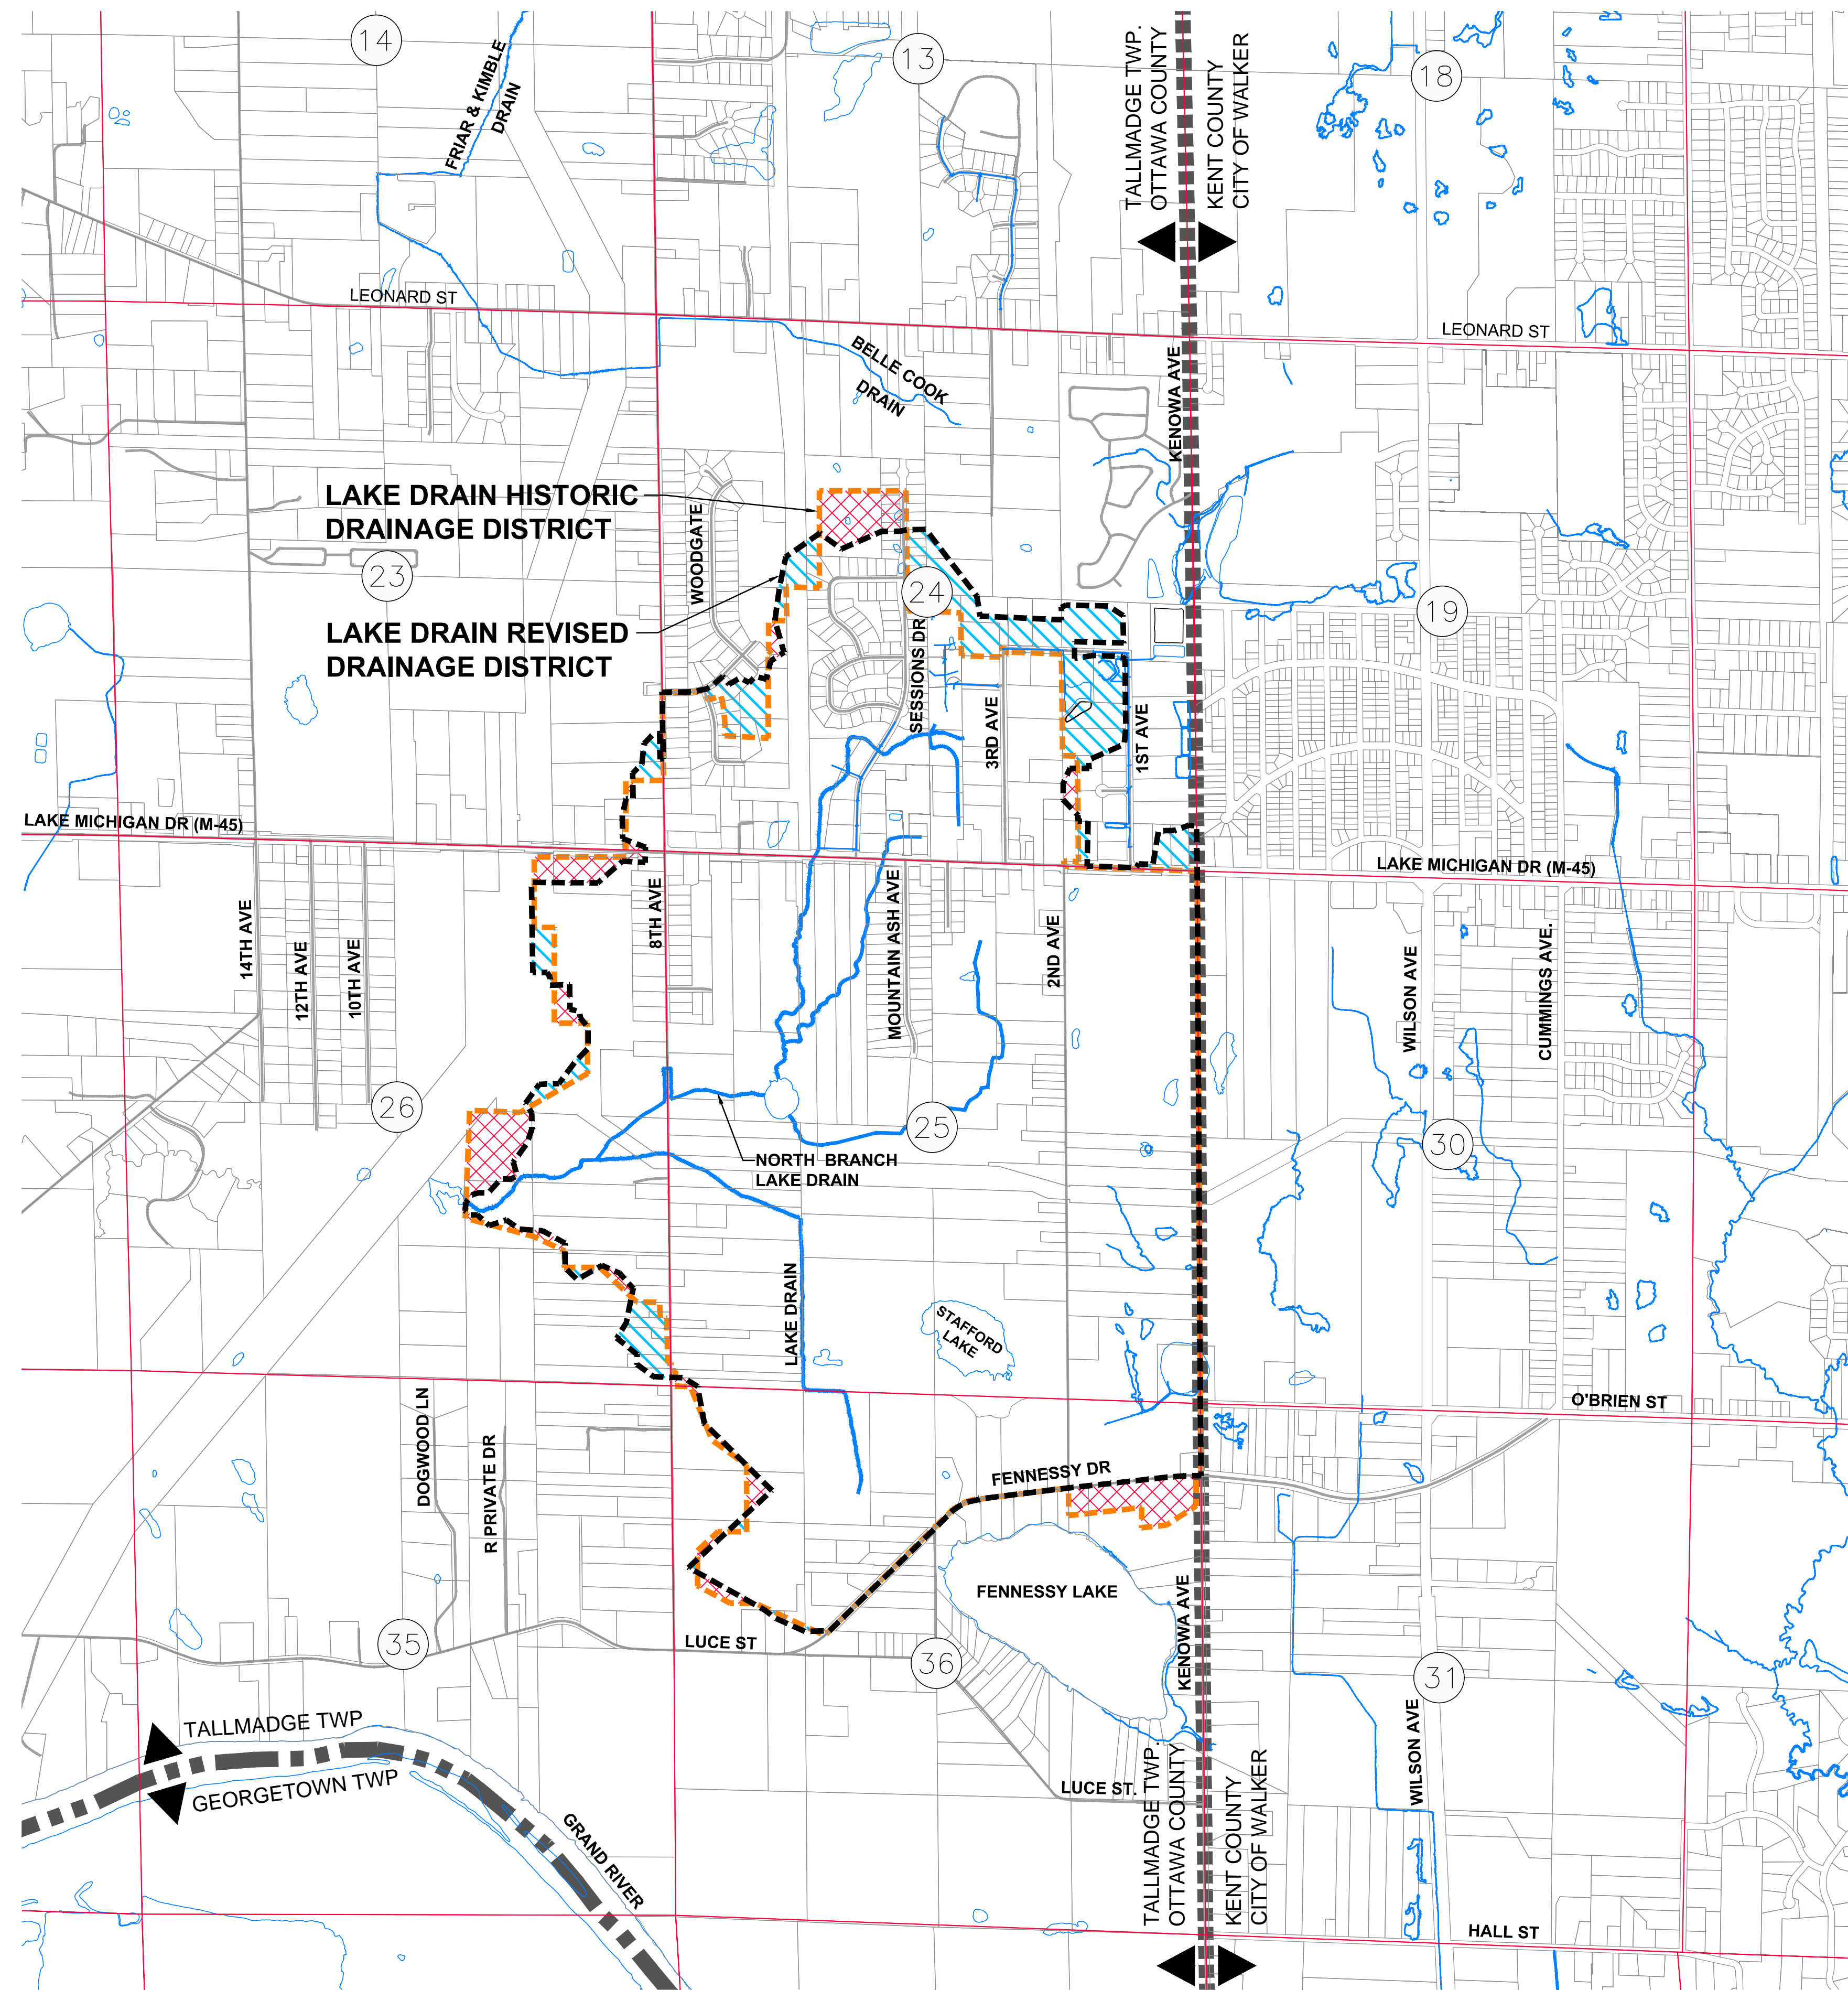 14
13
18
FRIAR & KIMBLE
DRAIN
TALLMADGE TWP.
OTTAWA COUNTY
KENT COUNTY
CITY OF WALKER
LEONARD ST
LEONARD ST
BELLE COOK
DRAIN
KENOWA AVE
LAKE DRAIN HISTORIC
DRAINAGE DISTRICT
WOODGATE
23
24
19
LAKE DRAIN REVISED
DRAINAGE DISTRICT
SESSIONS DR
3RD AVE
1ST AVE
LAKE MICHIGAN DR (M-45)
LAKE MICHIGAN DR (M-45)
14TH AVE
12TH AVE
10TH AVE
8TH AVE
MOUNTAIN ASH AVE
2ND AVE
WILSON AVE
CUMMINGS AVE.
26
25
30
NORTH BRANCH
LAKE DRAIN
LAKE DRAIN
STAFFORD
LAKE
O'BRIEN ST
DOGWOOD LN
R PRIVATE DR
FENNESSY DR
FENNESSY LAKE
KENOWA AVE
LUCE ST
35
36
31
WILSON AVE
TALLMADGE TWP
GEORGETOWN TWP
GRAND RIVER
LUCE ST.
TALLMADGE TWP.
OTTAWA COUNTY
KENT COUNTY
CITY OF WALKER
HALL ST